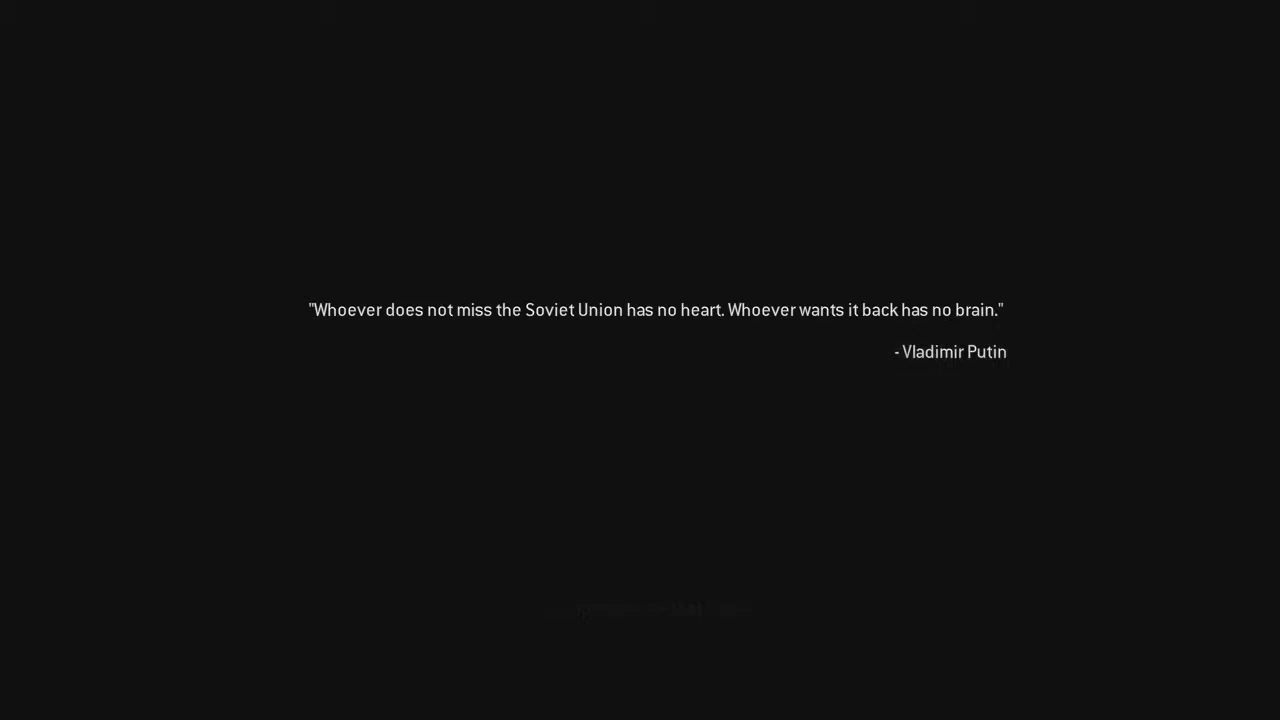 "Whoever does not miss the Soviet Union has no heart. Whoever wants it back has no brain."
- Vladimir Putin